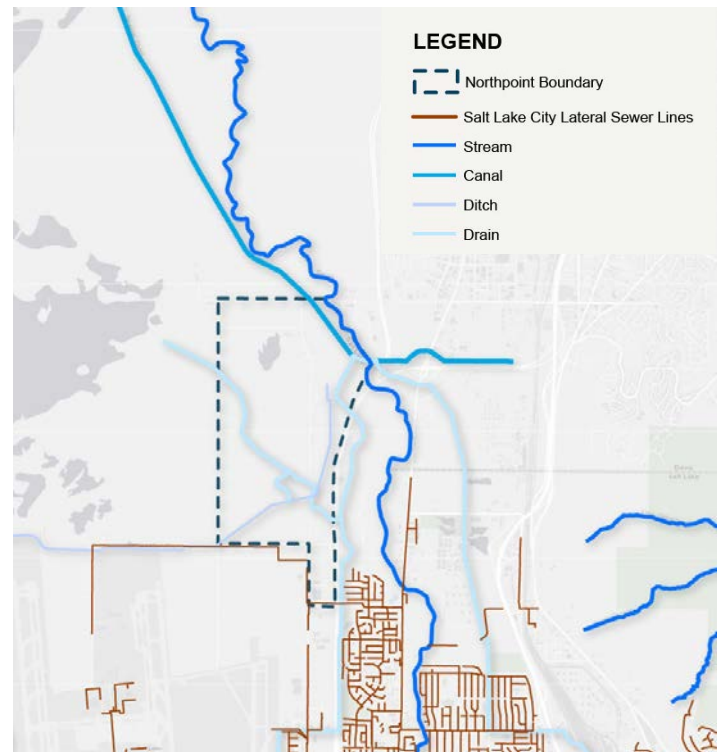 LEGEND
Northpoint Boundary
Salt Lake City Lateral Sewer Lines
Stream
Canal
Ditch
Drain